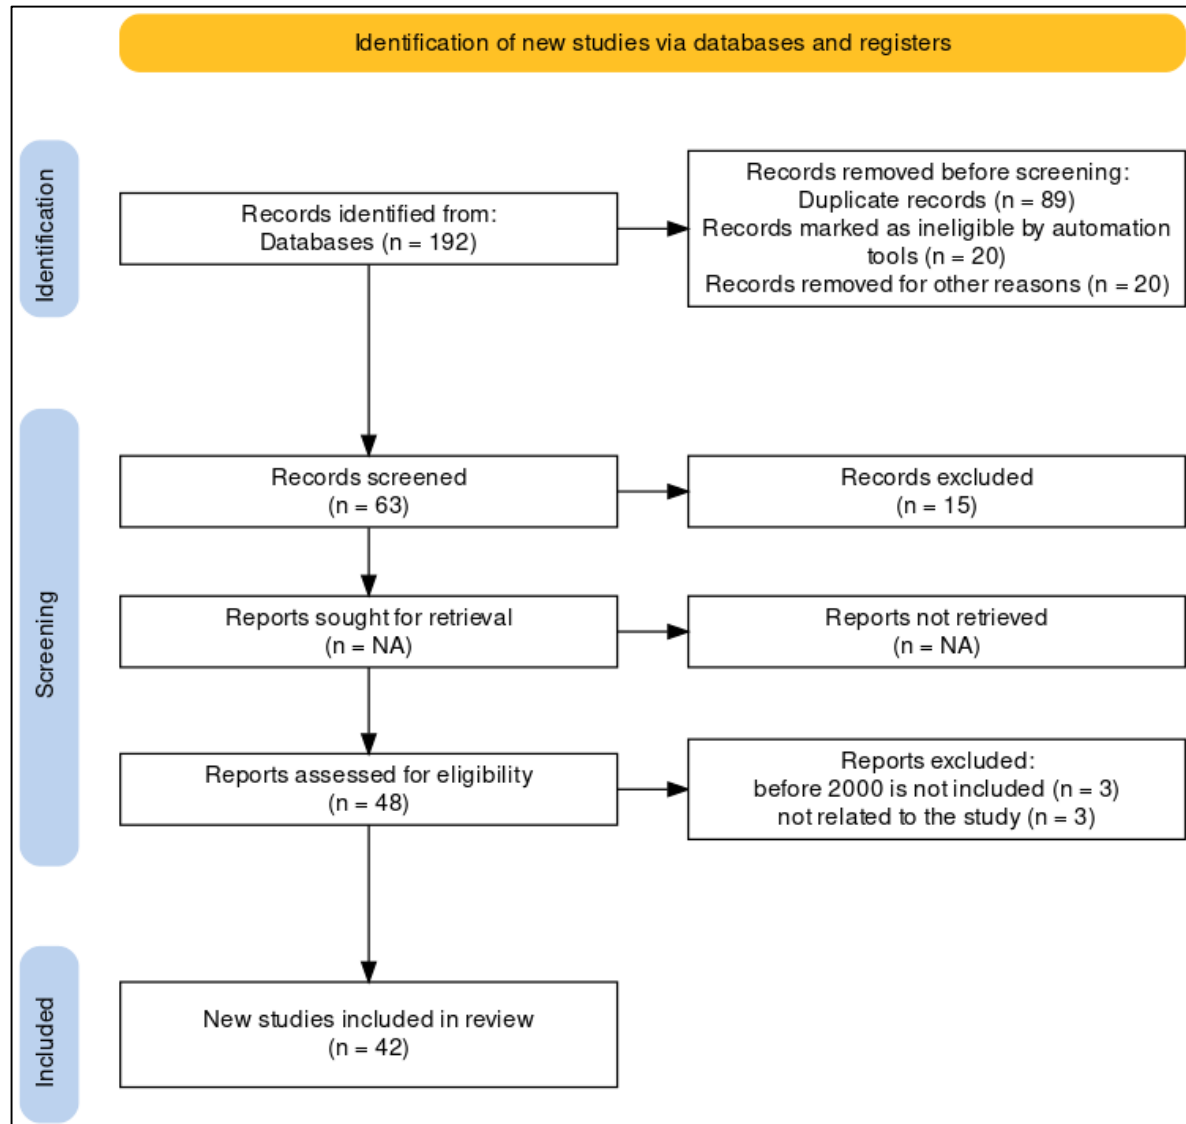 Identification of new studies via databases and registers
Identification
Records identified from:
Databases (n = 192)
Records removed before screening:
Duplicate records (n = 89)
Records marked as ineligible by automation
tools (n = 20)
Records removed for other reasons (n = 20)
Screening
Records screened
(n = 63)
Records excluded
(n = 15)
Reports sought for retrieval
(n = NA)
Reports not retrieved
(n = NA)
Reports assessed for eligibility
(n = 48)
Reports excluded:
before 2000 is not included (n = 3)
not related to the study (n = 3)
Included
New studies included in review
(n = 42)